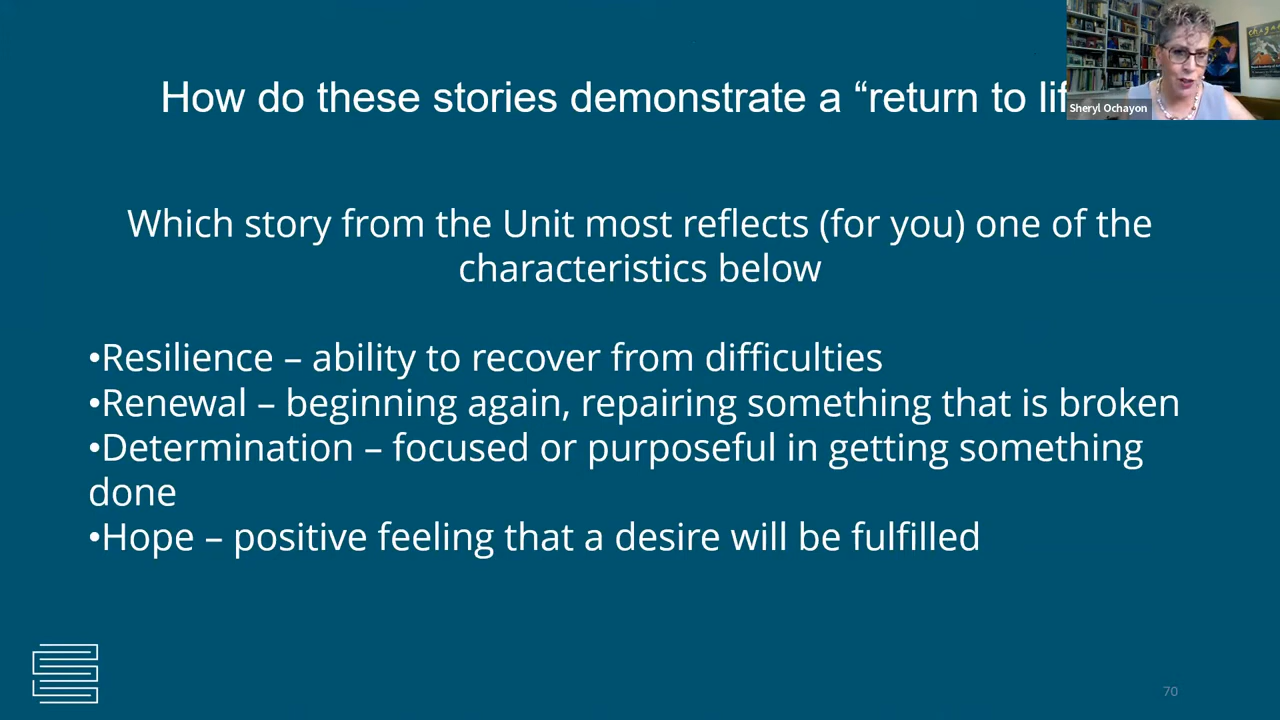 How do these stories demonstrate a “return to lif
Sheryl Ochayon
Which story from the Unit most reflects (for you) one of the
characteristics below
•Resilience – ability to recover from difficulties
•Renewal – beginning again, repairing something that is broken
•Determination – focused or purposeful in getting something
done
•Hope – positive feeling that a desire will be fulfilled
70